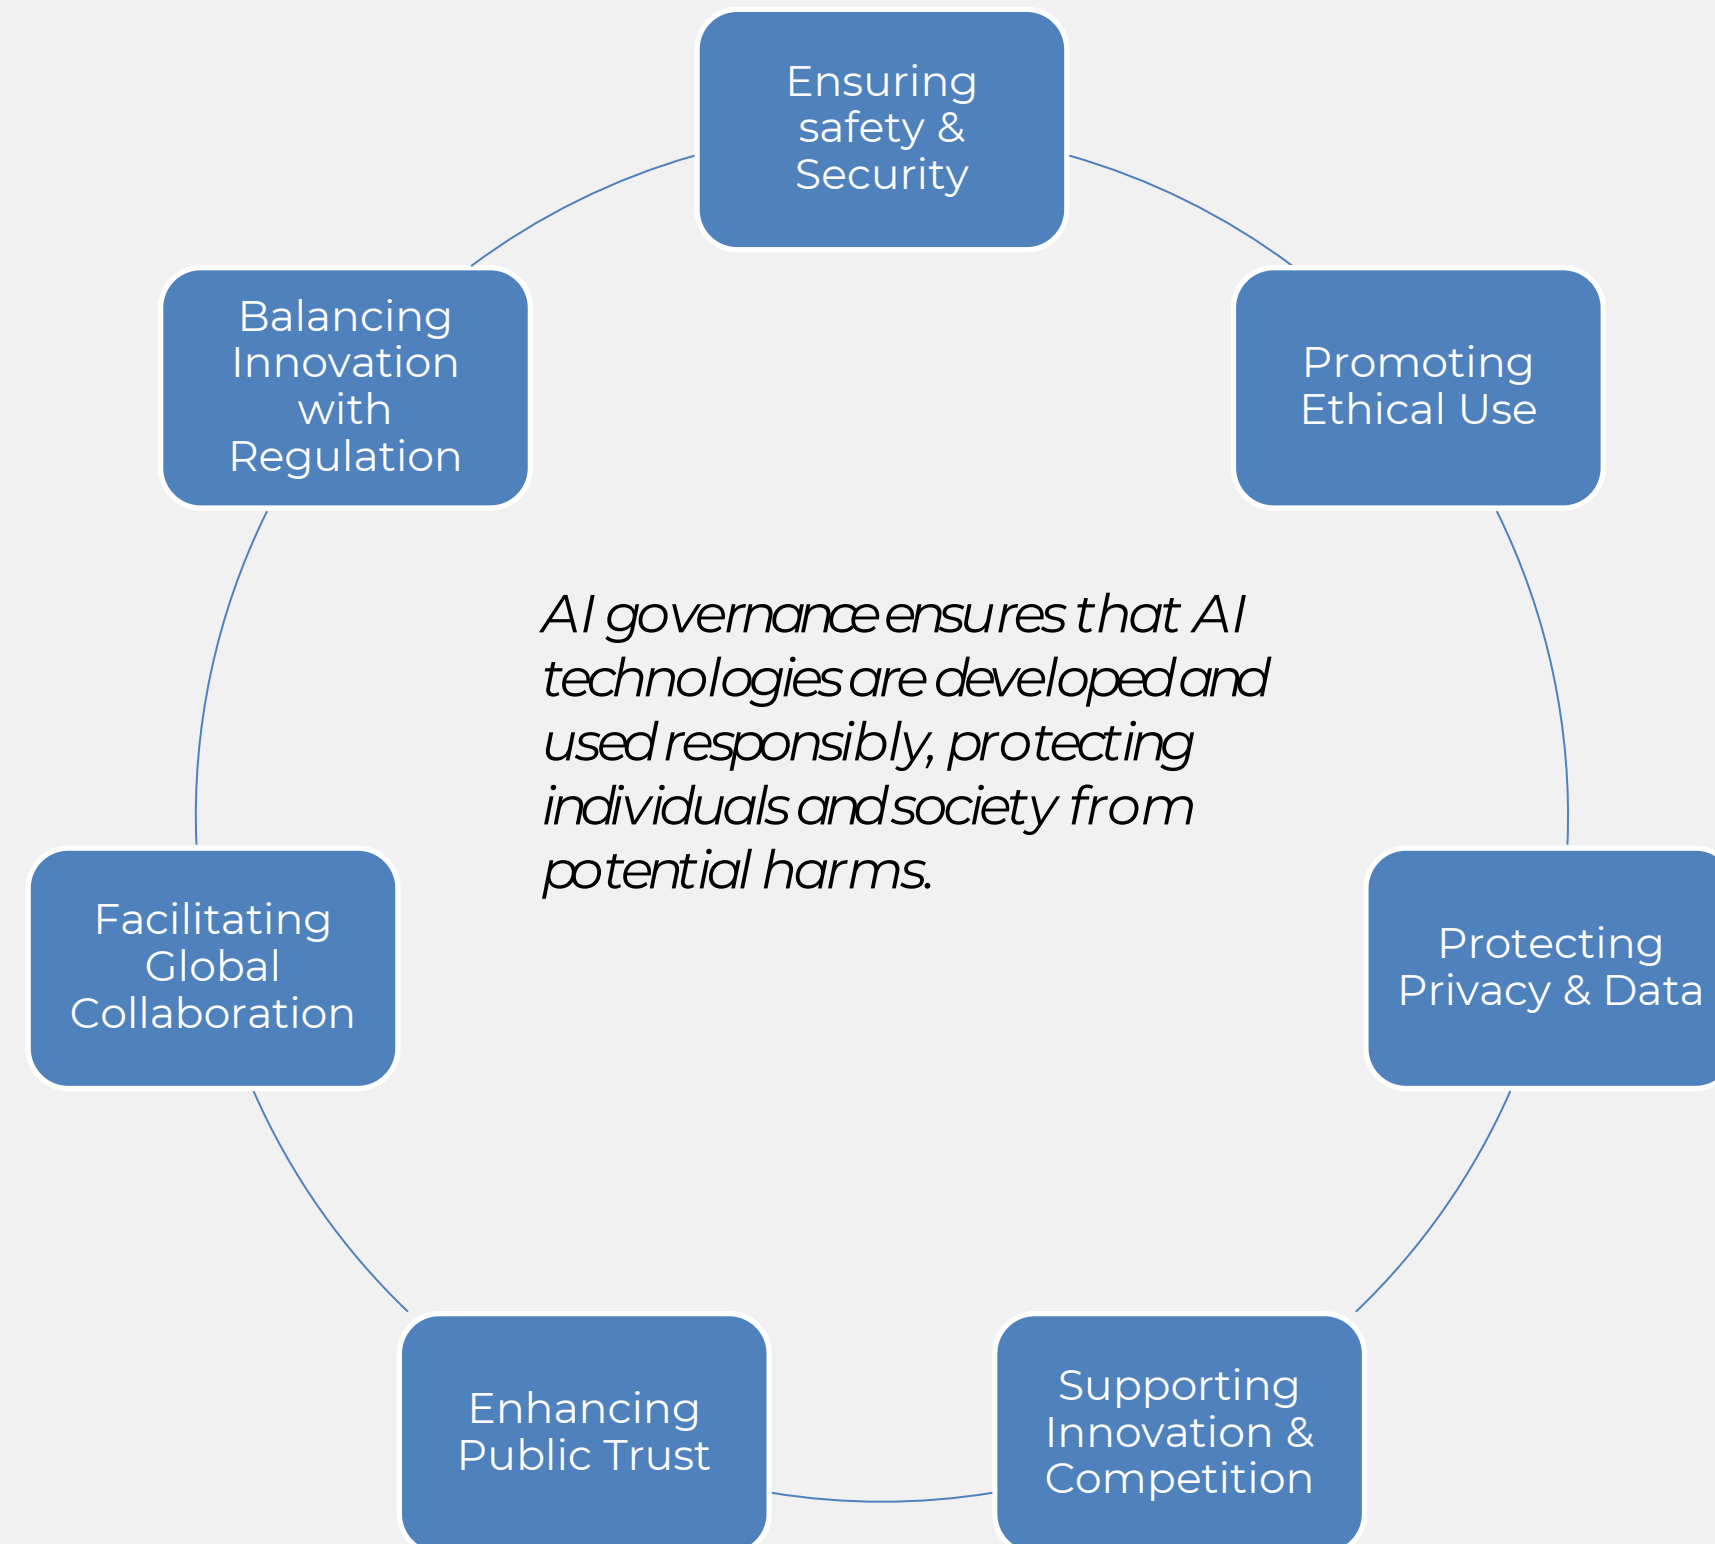 Ensuring
safety &
Security
Balancing
Innovation
with
Regulation
Promoting
Ethical Use
AI governance ensures that AI
technologies are developed and
used responsibly, protecting
individuals and society from
potential harms.
Facilitating
Global
Collaboration
Protecting
Privacy & Data
Enhancing
Public Trust
Supporting
Innovation &
Competition